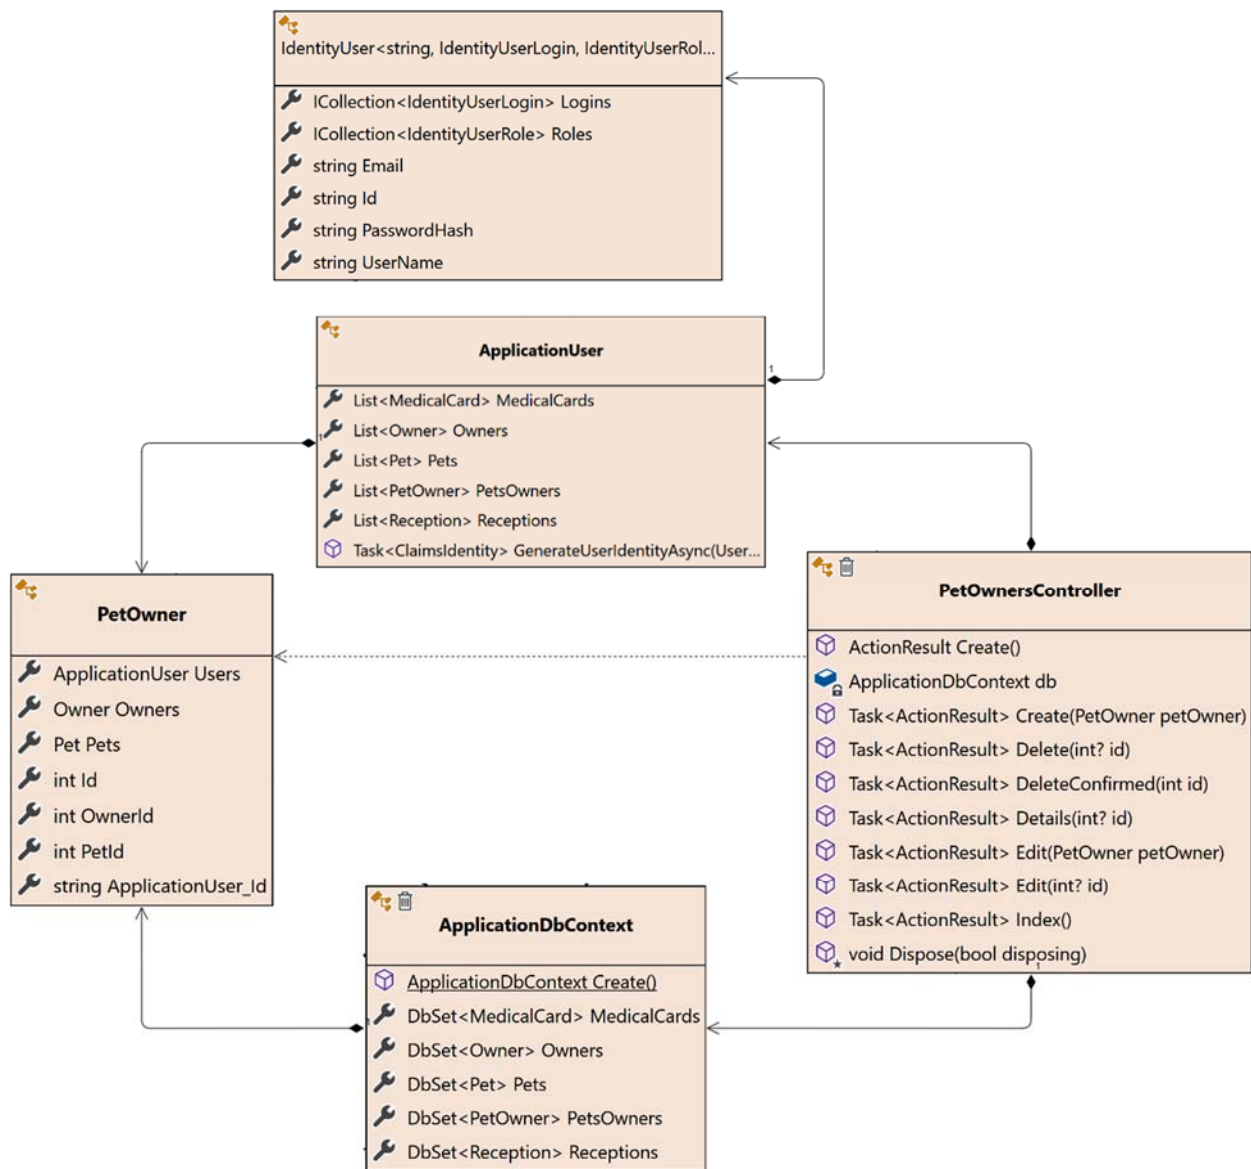 IdentityUser<string, IdentityUserLogin, IdentityUserRol...
ICollection<IdentityUserLogin> Logins
ICollection<IdentityUserRole> Roles
string Email
string Id
string PasswordHash
string UserName
ApplicationUser
1
List<MedicalCard> MedicalCards
List<Owner> Owners
1
List<Pet> Pets
List<PetOwner> PetsOwners
List<Reception> Receptions
Task<ClaimsIdentity> GenerateUserIdentityAsync(User...
PetOwner
ApplicationUser Users
Owner Owners
Pet Pets
int Id
int OwnerId
int PetId
string ApplicationUser_Id
PetOwnersController
ActionResult Create()
ApplicationDbContext db
Task<ActionResult> Create(PetOwner petOwner)
Task<ActionResult> Delete(int? id)
Task<ActionResult> DeleteConfirmed(int id)
Task<ActionResult> Details(int? id)
Task<ActionResult> Edit(PetOwner petOwner)
Task<ActionResult> Edit(int? id)
Task<ActionResult> Index()
void Dispose(bool disposing)
1
ApplicationDbContext
ApplicationDbContext Create()
DbSet<MedicalCard> MedicalCards
DbSet<Owner> Owners
DbSet<Pet> Pets
DbSet<PetOwner> PetsOwners
DbSet<Reception> Receptions